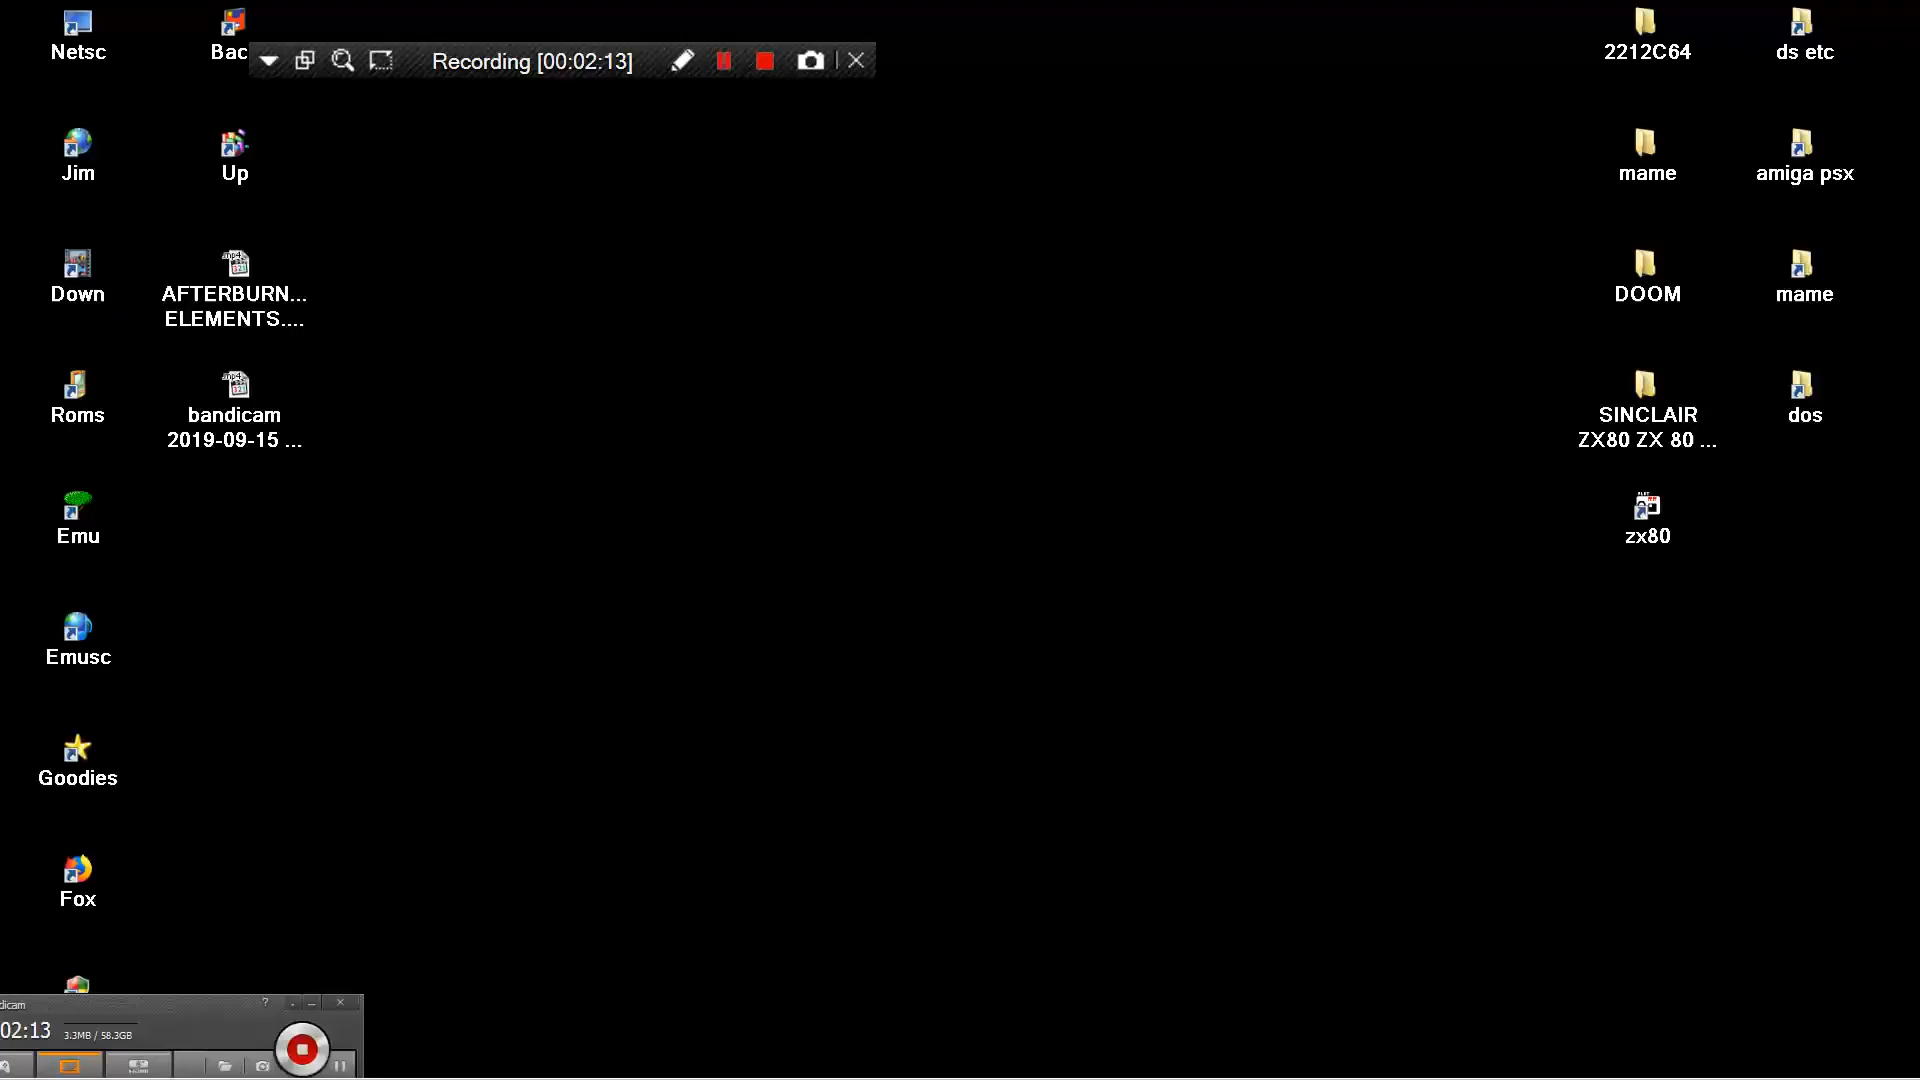 Netsc
Bac
Recording [00:02:13]
2212C64
ds etc
Jim
Up
mame
amiga psx
Down
AFTERBURN...
ELEMENTS....
DOOM
mame
Roms
bandicam
2019-09-15 ...
SINCLAIR
ZX80 ZX 80 ...
dos
Emu
zx80
Emusc
Goodies
Fox
dicam
02:13
3.3MB / 58.3GB